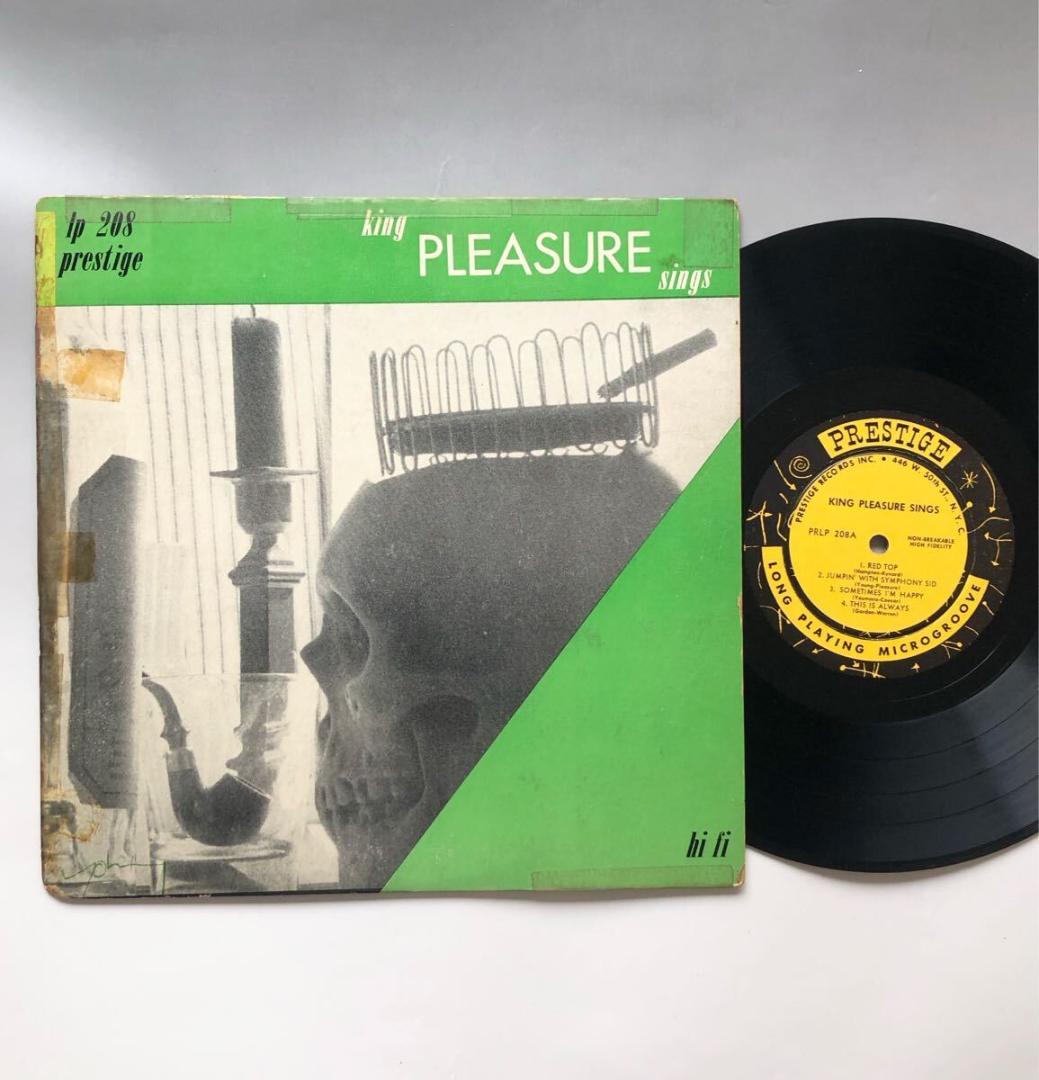 lp 208
prestige
king
PLEASURE
sings
hi fi
PRESTIGE
PRESTIGE RECORDS INC. • 446 W. 50th ST., N. Y. C.
KING PLEASURE SINGS
PRLP 208A
NON-BREAKABLE
HIGH FIDELITY
1. RED TOP
(Hampton-Kynard)
2. JUMPIN' WITH SYMPHONY SID
(Young-Pleasure)
3. SOMETIMES I'M HAPPY
(Youmans-Caesar)
4. THIS IS ALWAYS
(Gordon-Warren)
LONG PLAYING MICROGROOVE